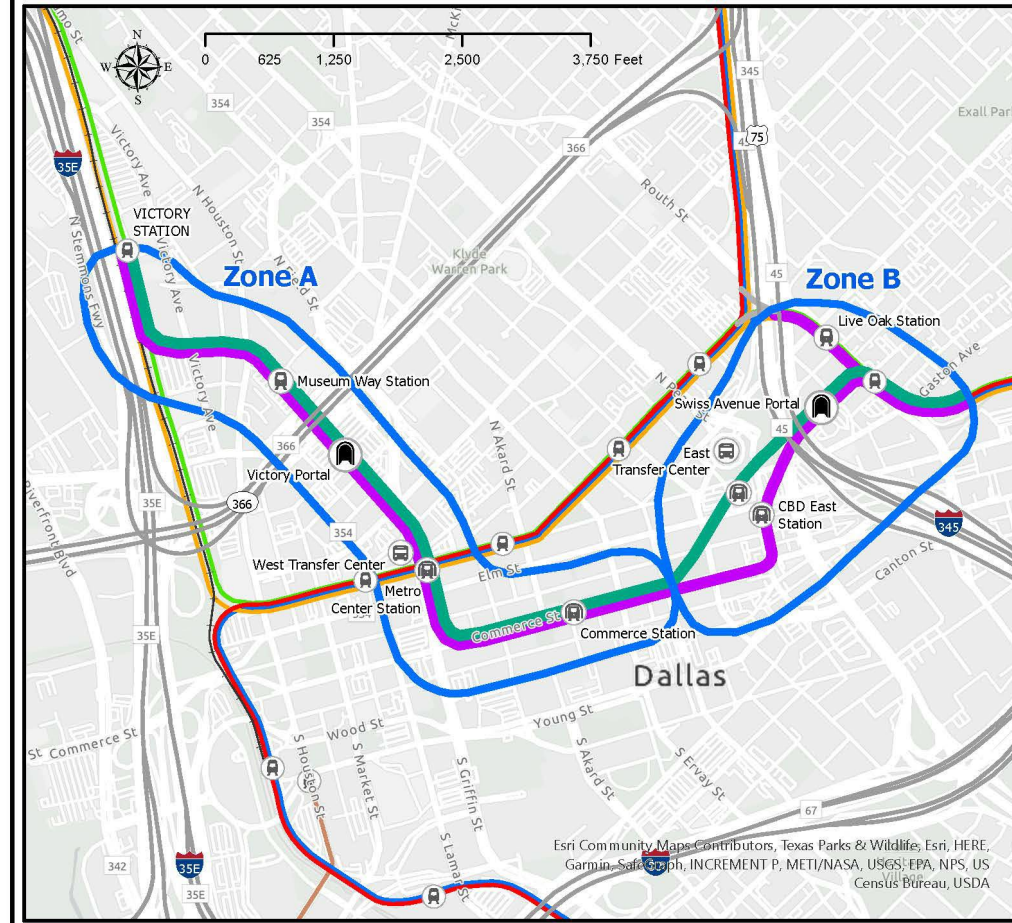 N
W
E
S
0
625
1,250
2,500
3,750 Feet
35E
354
354
366
345
75
Exall Par
Victory Ave
N Houston St
Routh St
VICTORY
STATION
N Stemmons Fwy
Victory Ave
Zone A
Klyde
Warren Park
45
Zone B
Live Oak Station
Gaston Ave
Museum Way Station
Victory Ave
Swiss Avenue Portal
N Akard St
366
Victory Portal
45
East
Transfer Center
35E
366
354
CBD East
Station
345
Riverfront Blvd
Canton St
West Transfer Center
Metro
Center Station
Elm St
Commerce St
Commerce Station
35E
Dallas
St
Commerce St
Wood St
Young St
S Houston St
S Market St
S Griffin St
S Akard St
S Ervay St
S Lamar St
67
342
35E
35E
Esri Community Maps Contributors, Texas Parks & Wildlife, Esri, HERE,
Garmin, SafeGraph, INCREMENT P, METI/NASA, USGS, EPA, NPS, US
Census Bureau, USDA